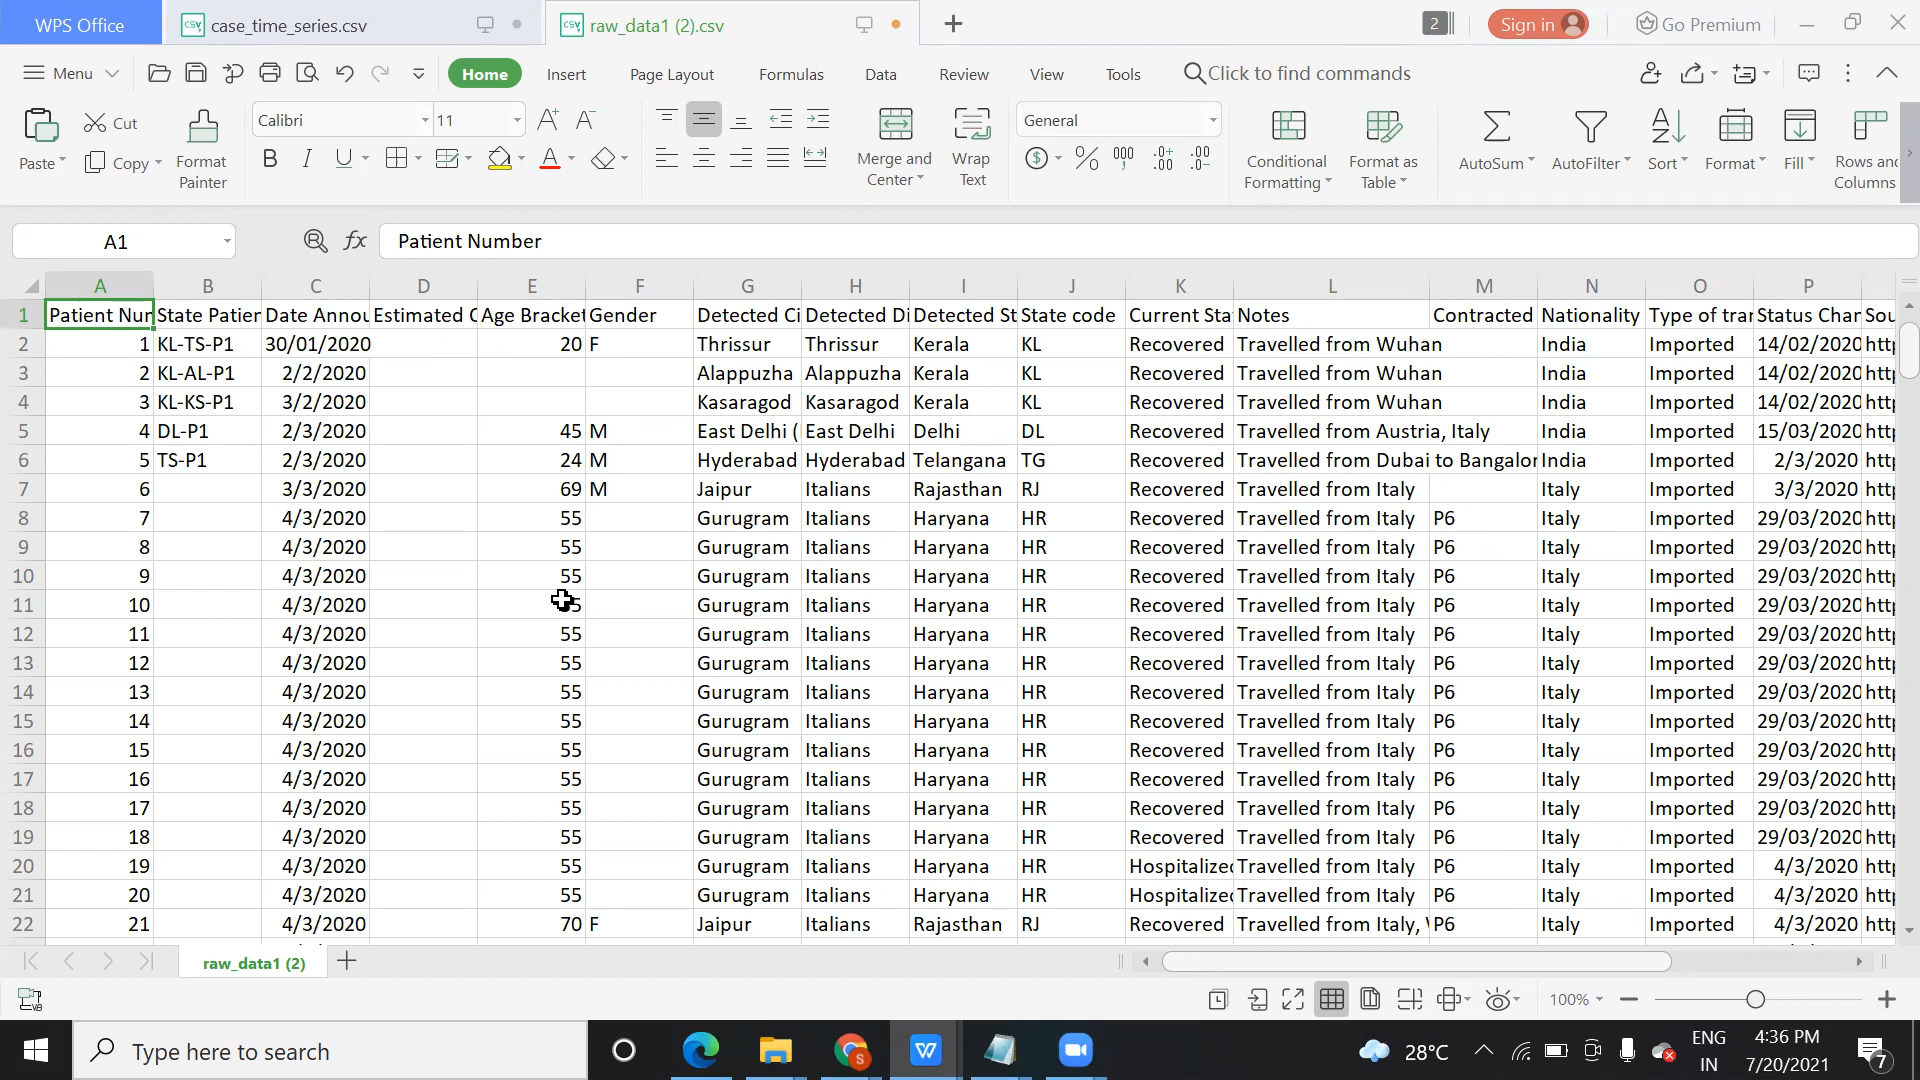 WPS Office case_time_series.csv raw_data1 (2).csv 2 Sign in Go Premium
Menu Home Insert Page Layout Formulas Data Review View Tools Click to find commands
Paste Cut Copy Format Painter Calibri 11 Merge and Center Wrap Text General Conditional Formatting Format as Table AutoSum AutoFilter Sort Format Fill Rows and Columns
A1 fx Patient Number
A B C D E F G H I J K L M N O P
1 Patient Nun State Patien Date Annou Estimated O Age Bracket Gender Detected Ci Detected Di Detected St State code Current Sta Notes Contracted Nationality Type of tran Status Chan Sou
2 1 KL-TS-P1 30/01/2020 20 F Thrissur Thrissur Kerala KL Recovered Travelled from Wuhan India Imported 14/02/2020 http
3 2 KL-AL-P1 2/2/2020 Alappuzha Alappuzha Kerala KL Recovered Travelled from Wuhan India Imported 14/02/2020 http
4 3 KL-KS-P1 3/2/2020 Kasaragod Kasaragod Kerala KL Recovered Travelled from Wuhan India Imported 14/02/2020 http
5 4 DL-P1 2/3/2020 45 M East Delhi ( East Delhi Delhi DL Recovered Travelled from Austria, Italy India Imported 15/03/2020 http
6 5 TS-P1 2/3/2020 24 M Hyderabad Hyderabad Telangana TG Recovered Travelled from Dubai to Bangalor India Imported 2/3/2020 http
7 6 3/3/2020 69 M Jaipur Italians Rajasthan RJ Recovered Travelled from Italy Italy Imported 3/3/2020 http
8 7 4/3/2020 55 Gurugram Italians Haryana HR Recovered Travelled from Italy P6 Italy Imported 29/03/2020 http
9 8 4/3/2020 55 Gurugram Italians Haryana HR Recovered Travelled from Italy P6 Italy Imported 29/03/2020 http
10 9 4/3/2020 55 Gurugram Italians Haryana HR Recovered Travelled from Italy P6 Italy Imported 29/03/2020 http
11 10 4/3/2020 5 Gurugram Italians Haryana HR Recovered Travelled from Italy P6 Italy Imported 29/03/2020 http
12 11 4/3/2020 55 Gurugram Italians Haryana HR Recovered Travelled from Italy P6 Italy Imported 29/03/2020 http
13 12 4/3/2020 55 Gurugram Italians Haryana HR Recovered Travelled from Italy P6 Italy Imported 29/03/2020 http
14 13 4/3/2020 55 Gurugram Italians Haryana HR Recovered Travelled from Italy P6 Italy Imported 29/03/2020 http
15 14 4/3/2020 55 Gurugram Italians Haryana HR Recovered Travelled from Italy P6 Italy Imported 29/03/2020 http
16 15 4/3/2020 55 Gurugram Italians Haryana HR Recovered Travelled from Italy P6 Italy Imported 29/03/2020 http
17 16 4/3/2020 55 Gurugram Italians Haryana HR Recovered Travelled from Italy P6 Italy Imported 29/03/2020 http
18 17 4/3/2020 55 Gurugram Italians Haryana HR Recovered Travelled from Italy P6 Italy Imported 29/03/2020 http
19 18 4/3/2020 55 Gurugram Italians Haryana HR Recovered Travelled from Italy P6 Italy Imported 29/03/2020 http
20 19 4/3/2020 55 Gurugram Italians Haryana HR Hospitalized Travelled from Italy P6 Italy Imported 4/3/2020 http
21 20 4/3/2020 55 Gurugram Italians Haryana HR Hospitalized Travelled from Italy P6 Italy Imported 4/3/2020 http
22 21 4/3/2020 70 F Jaipur Italians Rajasthan RJ Recovered Travelled from Italy, P6 Italy Imported 4/3/2020 http
raw_data1 (2)
100%
Type here to search 28°C ENG IN 4:36 PM 7/20/2021 7